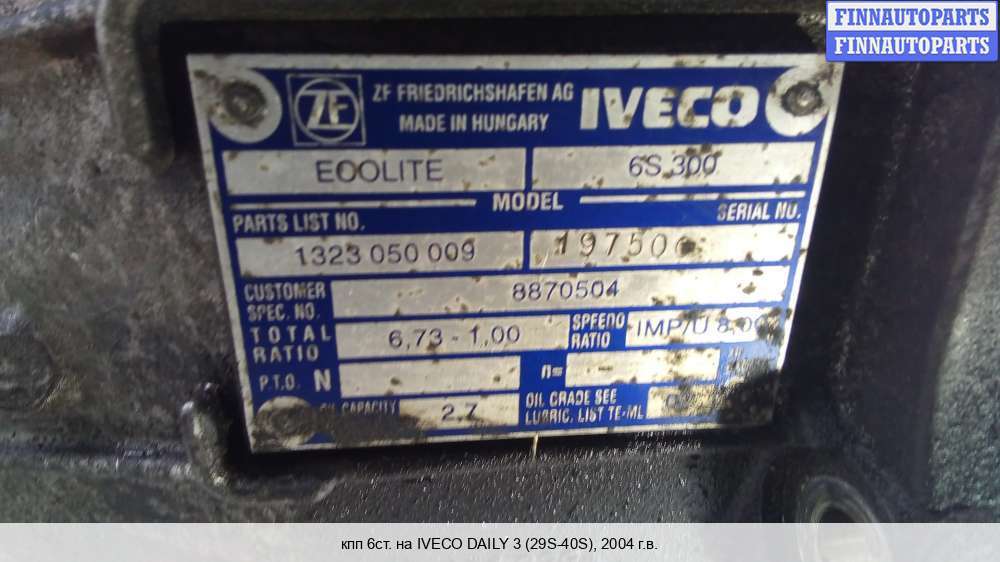 FINNAUTOPARTS
FINNAUTOPARTS
ZF
ZF FRIEDRICHSHAFEN AG
MADE IN HUNGARY
IVECO
ECOLITE
6S 300
MODEL
PARTS LIST NO.
SERIAL NO.
1323 050 009
CUSTOMER
SPEC. NO.
8870504
TOTAL
RATIO
6,73 - 1,00
SPEEDO
RATIO
IMP/U
P.T.O. N
n= -
OIL CAPACITY
2.7
OIL GRADE SEE
LUBRIC. LIST TE-ML
кпп 6ст. на IVECO DAILY 3 (29S-40S), 2004 г.в.